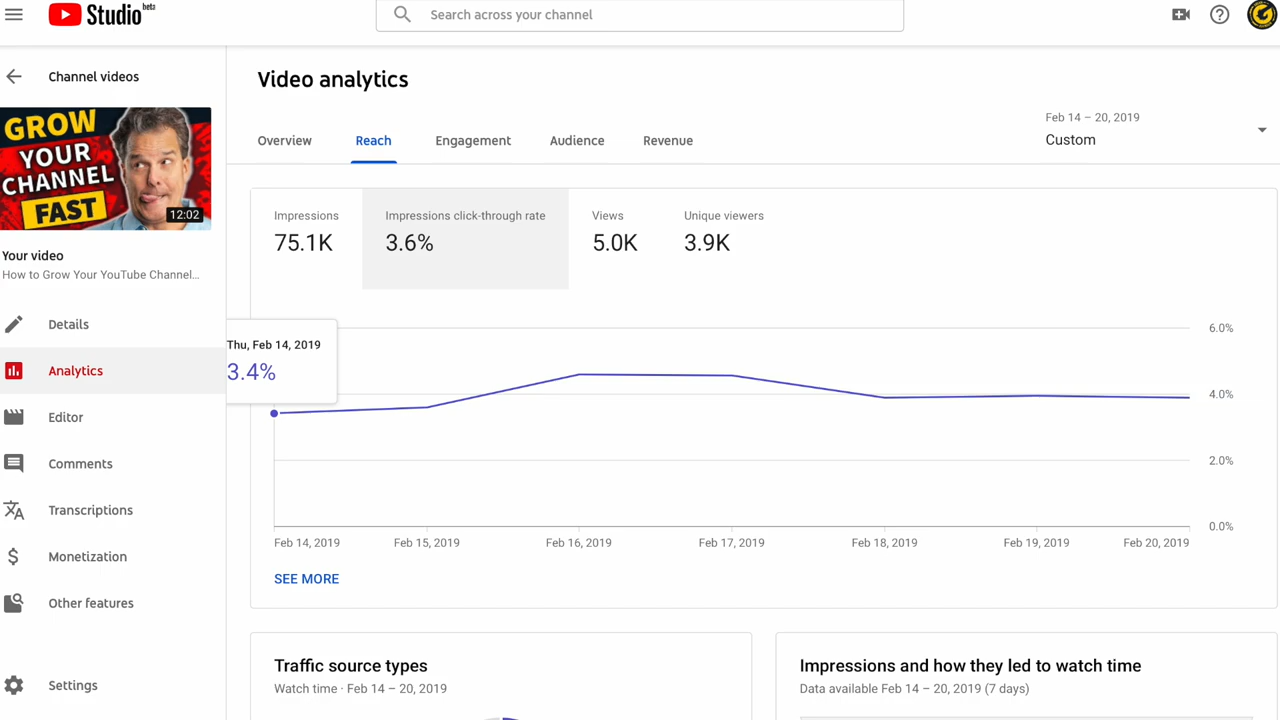 Studio beta
Search across your channel
Channel videos
GROW
YOUR
CHANNEL
FAST
12:02
Your video
How to Grow Your YouTube Channel...
Details
Analytics
Editor
Comments
Transcriptions
Monetization
Other features
Settings
Video analytics
Overview Reach Engagement Audience Revenue
Feb 14 – 20, 2019
Custom
Impressions
75.1K
Impressions click-through rate
3.6%
Views
5.0K
Unique viewers
3.9K
Thu, Feb 14, 2019
3.4%
6.0%
4.0%
2.0%
0.0%
Feb 14, 2019 Feb 15, 2019 Feb 16, 2019 Feb 17, 2019 Feb 18, 2019 Feb 19, 2019 Feb 20, 2019
SEE MORE
Traffic source types
Watch time · Feb 14 – 20, 2019
Impressions and how they led to watch time
Data available Feb 14 – 20, 2019 (7 days)